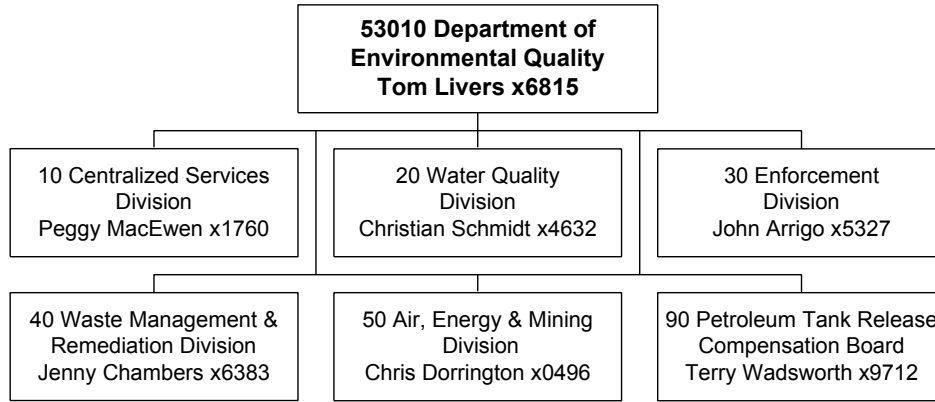 53010 Department of
Environmental Quality
Tom Livers x6815
10 Centralized Services
Division
Peggy MacEwen x1760
20 Water Quality
Division
Christian Schmidt x4632
30 Enforcement
Division
John Arrigo x5327
40 Waste Management &
Remediation Division
Jenny Chambers x6383
50 Air, Energy & Mining
Division
Chris Dorrington x0496
90 Petroleum Tank Release
Compensation Board
Terry Wadsworth x9712